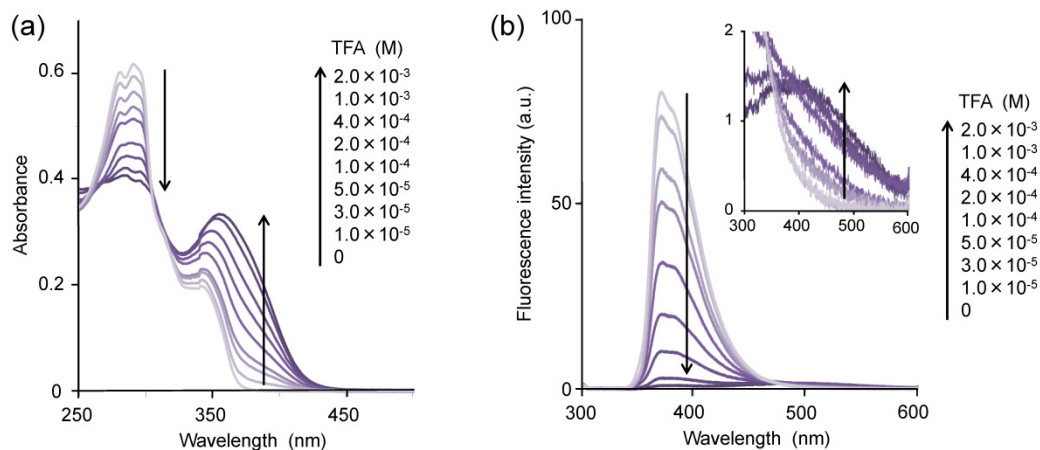 (a)
0.6
0.4
0.2
0
Absorbance
250
350
450
Wavelength (nm)
TFA (M)
2.0 × 10⁻³
1.0 × 10⁻³
4.0 × 10⁻⁴
2.0 × 10⁻⁴
1.0 × 10⁻⁴
5.0 × 10⁻⁵
3.0 × 10⁻⁵
1.0 × 10⁻⁵
0
(b)
100
50
0
Fluorescence intensity (a.u.)
300
400
500
600
Wavelength (nm)
2
1
0
300
400
500
600
TFA (M)
2.0 × 10⁻³
1.0 × 10⁻³
4.0 × 10⁻⁴
2.0 × 10⁻⁴
1.0 × 10⁻⁴
5.0 × 10⁻⁵
3.0 × 10⁻⁵
1.0 × 10⁻⁵
0